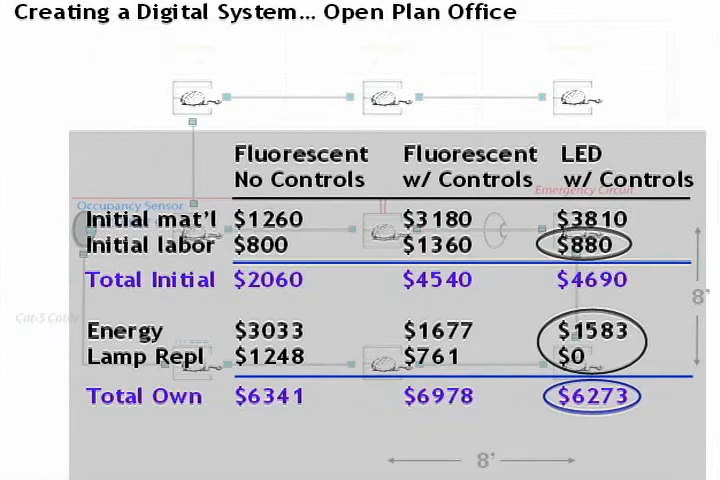 Creating a Digital System... Open Plan Office
Fluorescent Fluorescent LED
No Controls w/ Controls w/ Controls
Emergency Circuit
Occupancy Sensor
Initial mat'l $1260 $3180 $3810
Initial labor $800 $1360 $880
Total Initial $2060 $4540 $4690
8'
Cat-5 Cable
Energy $3033 $1677 $1583
Lamp Repl $1248 $761 $0
Total Own $6341 $6978 $6273
8'